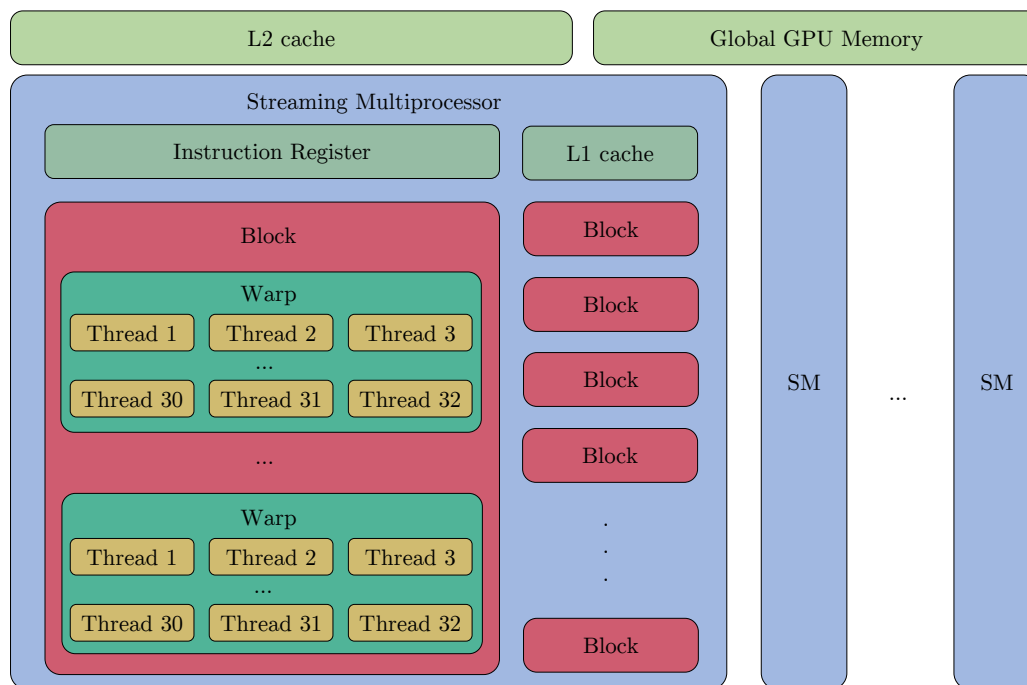 L2 cache
Global GPU Memory
Streaming Multiprocessor
Instruction Register
L1 cache
Block
Warp
Thread 1 Thread 2 Thread 3
...
Thread 30 Thread 31 Thread 32
...
Warp
Thread 1 Thread 2 Thread 3
...
Thread 30 Thread 31 Thread 32
Block
Block
Block
Block
.
.
.
Block
SM
...
SM